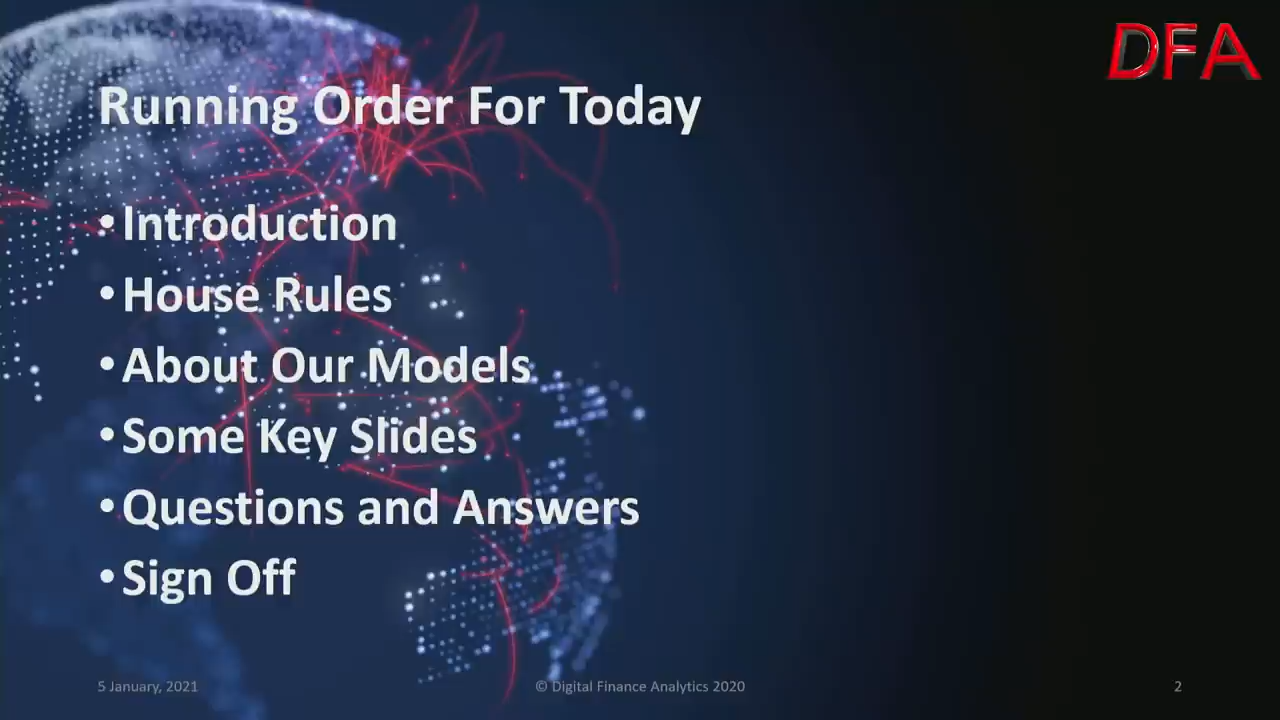 DFA
Running Order For Today
• Introduction
• House Rules
• About Our Models
• Some Key Slides
• Questions and Answers
• Sign Off
5 January, 2021
© Digital Finance Analytics 2020
2